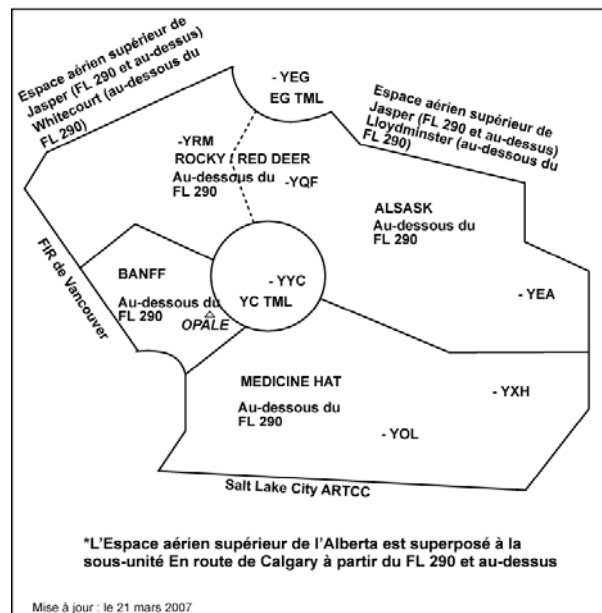 Espace aérien supérieur de
Jasper (FL 290 et au-dessus)
Whitecourt (au-dessous du
FL 290)
- YEG
EG TML
Espace aérien supérieur de
Jasper (FL 290 et au-dessus)
Lloydminster (au-dessous du
FL 290)
-YRM
ROCKY / RED DEER
Au-dessous du
FL 290
-YQF
ALSASK
Au-dessous du
FL 290
FIR de Vancouver
BANFF
Au-dessous du
FL 290
OPALE
- YYC
YC TML
- YEA
MEDICINE HAT
Au-dessous du
FL 290
- YXH
- YOL
Salt Lake City ARTCC
*L'Espace aérien supérieur de l'Alberta est superposé à la
sous-unité En route de Calgary à partir du FL 290 et au-dessus
Mise à jour : le 21 mars 2007